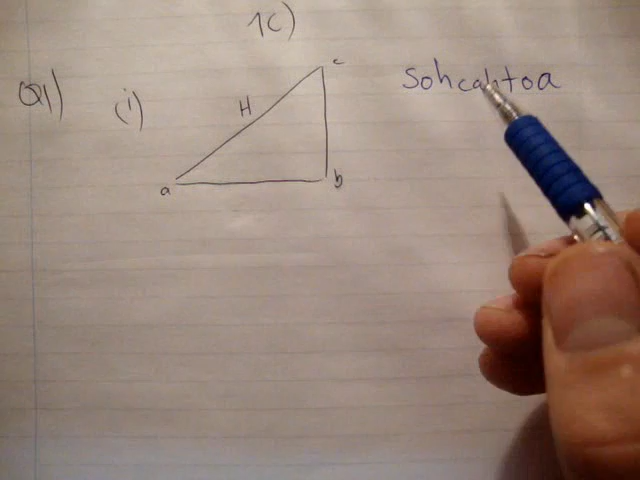 1c)
Q1)
(i)
c
H
a
b
Sohcahtoa